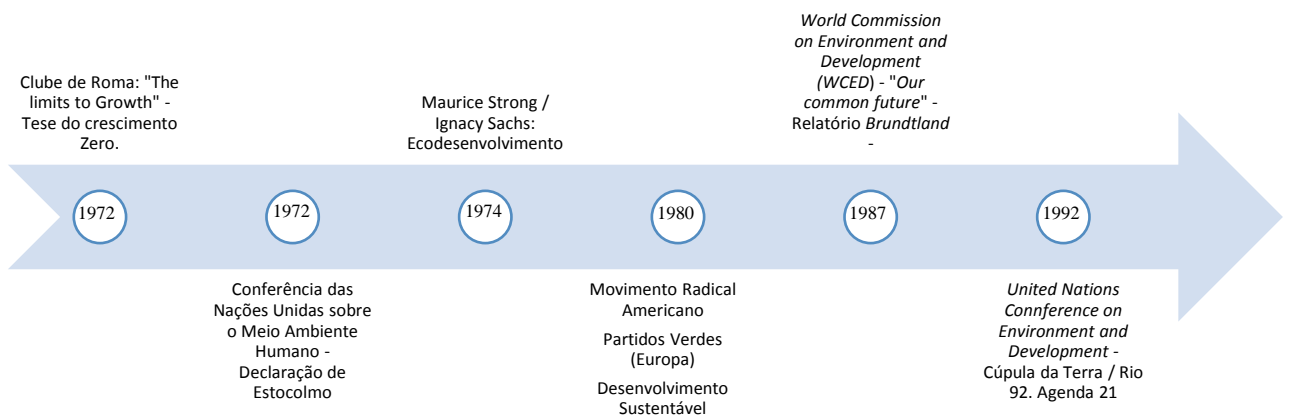 Clube de Roma: "The
limits to Growth" -
Tese do crescimento
Zero.
1972
1972
Conferência das
Nações Unidas sobre
o Meio Ambiente
Humano -
Declaração de
Estocolmo
Maurice Strong /
Ignacy Sachs:
Ecodesenvolvimento
1974
1980
Movimento Radical
Americano
Partidos Verdes
(Europa)
Desenvolvimento
Sustentável
World Commission
on Environment and
Development
(WCED) - "Our
common future" -
Relatório Brundtland
-
1987
1992
United Nations
Connference on
Environment and
Development -
Cúpula da Terra / Rio
92. Agenda 21